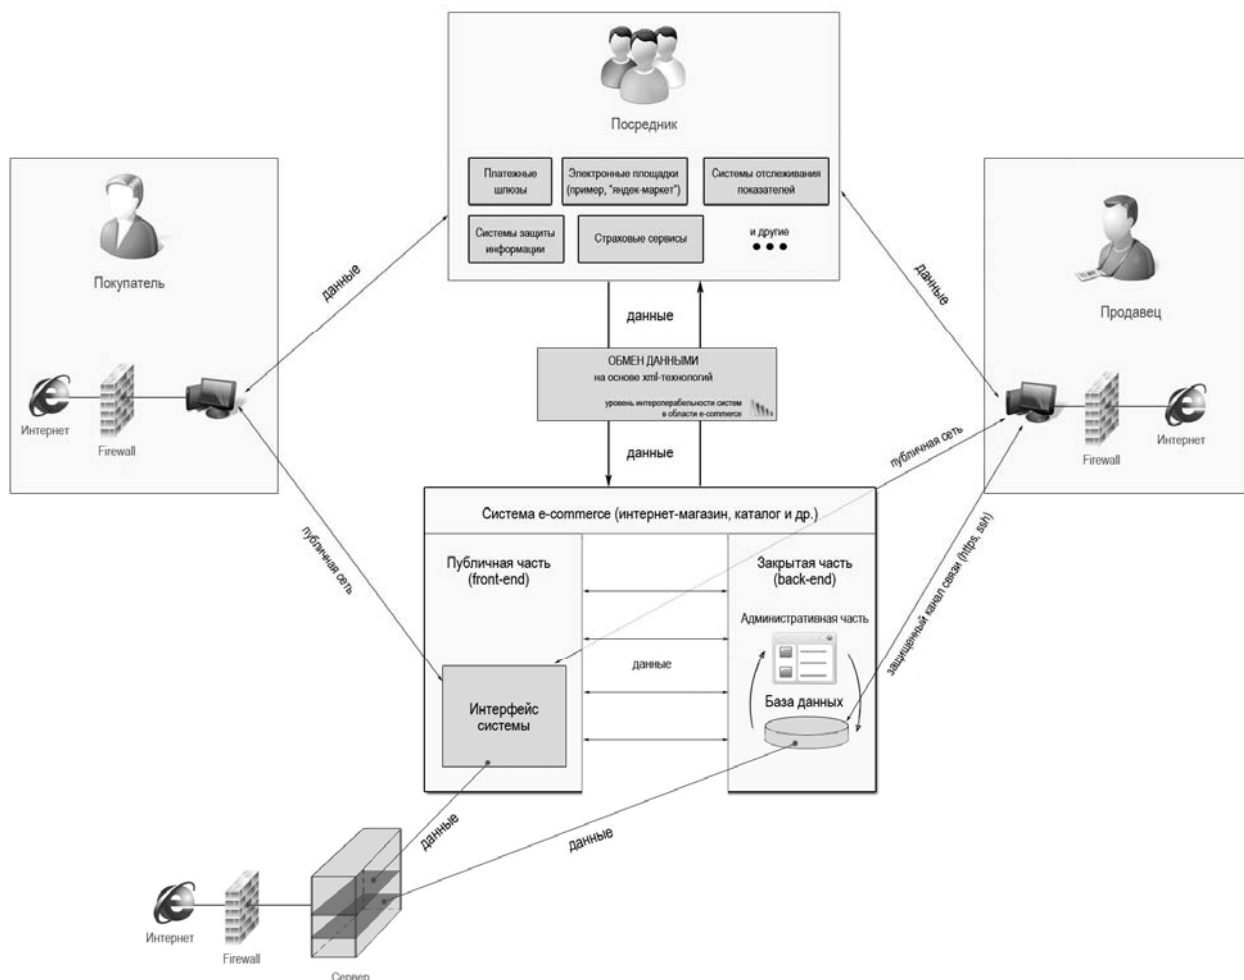 Посредник
Платежные
шлюзы
Электронные площадки
(пример, "яндек-маркет")
Системы отслеживания
показателей
Системы защиты
информации
Страховые сервисы
и другие
Покупатель
Интернет
Firewall
данные
данные
Продавец
Firewall
Интернет
данные
ОБМЕН ДАННЫМИ
на основе xml-технологий
уровень интероперабельности систем
в области e-commerce
данные
публичная сеть
публичная сеть
защищенный канал связи (https, ssh)
Система e-commerce (интернет-магазин, каталог и др.)
Публичная часть
(front-end)
Закрытая часть
(back-end)
Административная часть
данные
База данных
Интерфейс
системы
данные
данные
Интернет
Firewall
Сервер